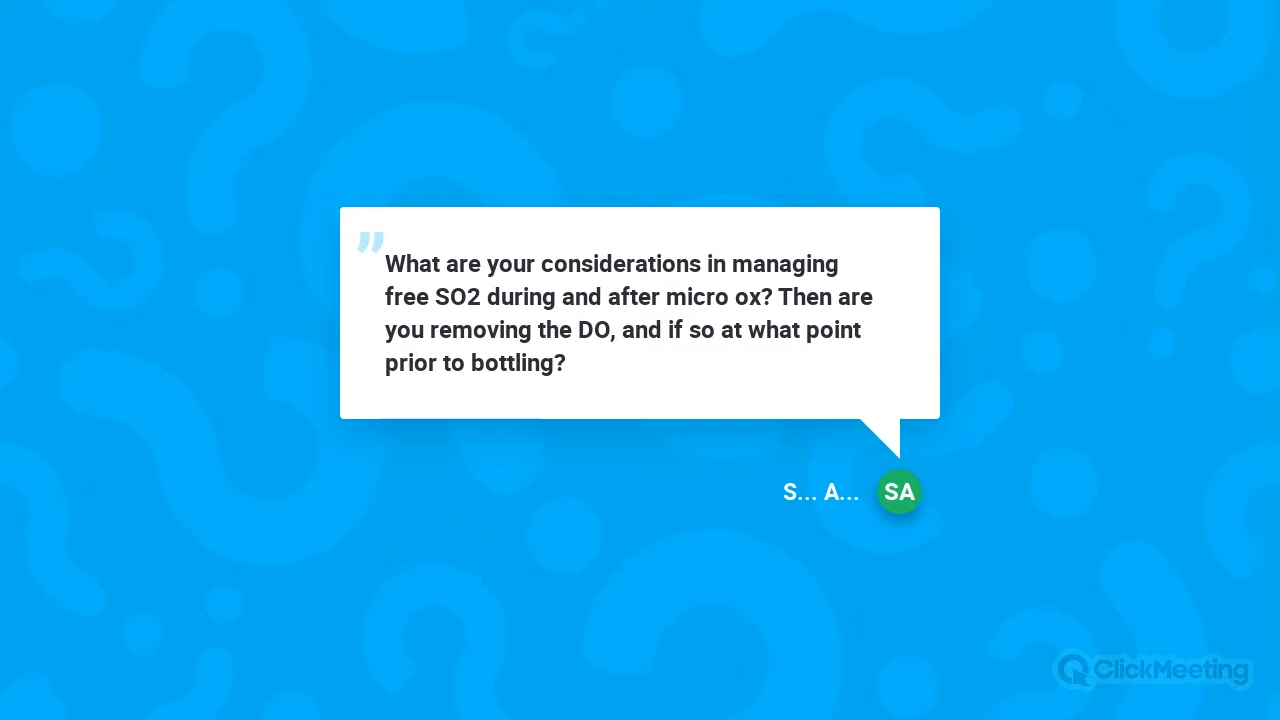 What are your considerations in managing
free SO2 during and after micro ox? Then are
you removing the DO, and if so at what point
prior to bottling?
S... A... SA
ClickMeeting